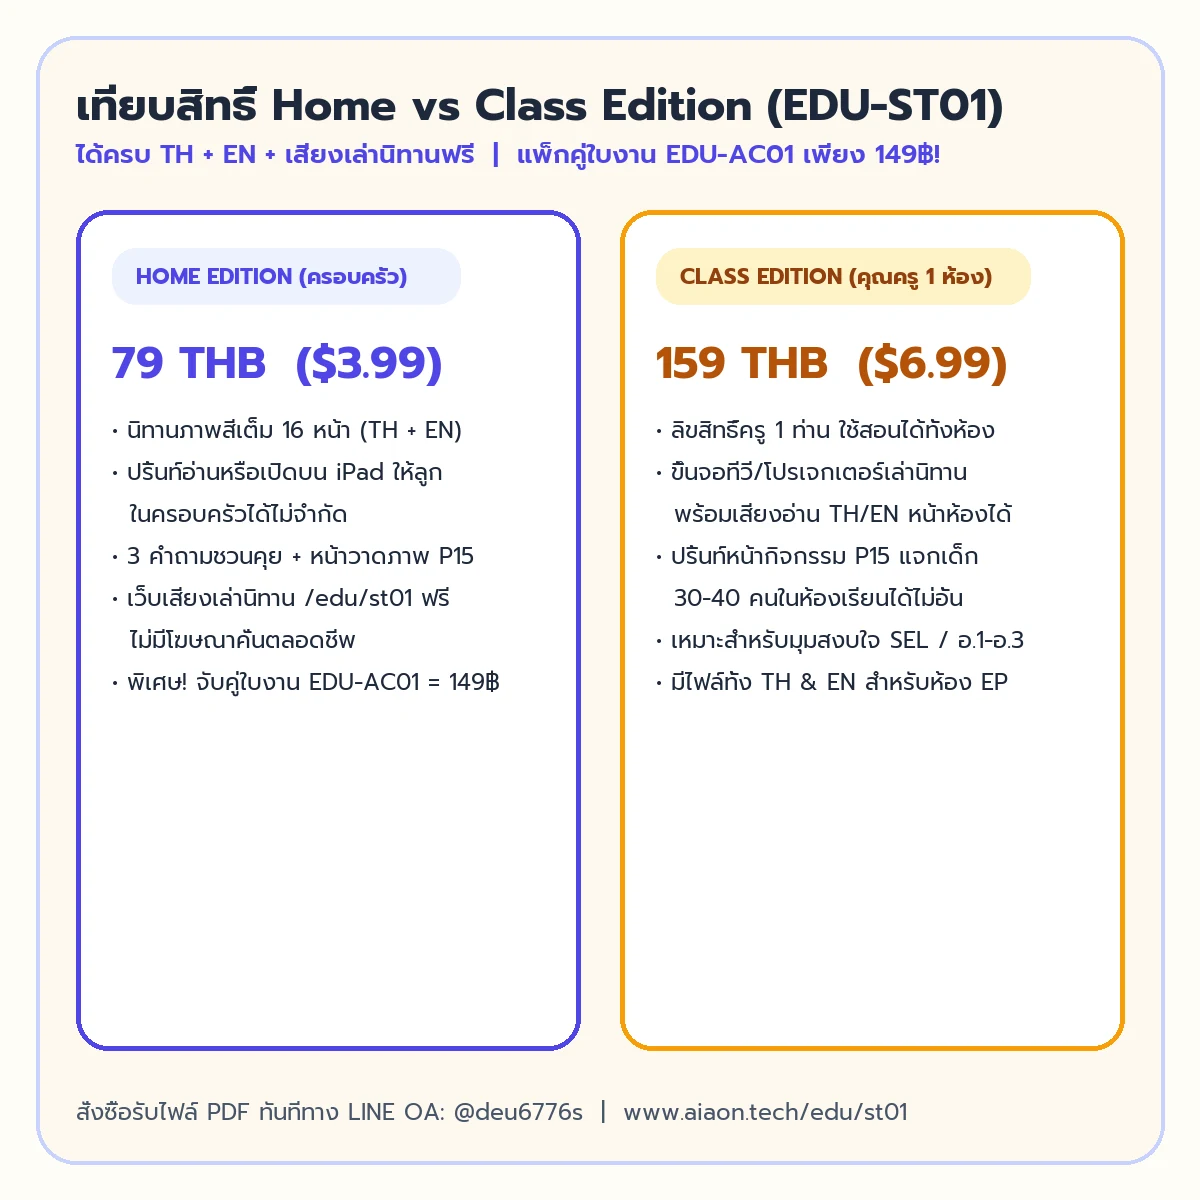 เทียบสิทธิ์ Home vs Class Edition (EDU-ST01)
ได้ครบ TH + EN + เสียงเล่านิทานฟรี | แพ็กคู่ใบงาน EDU-AC01 เพียง 149฿!
HOME EDITION (ครอบครัว)
79 THB ($3.99)
• นิทานภาพสีเต็ม 16 หน้า (TH + EN)
• ปริ้นท์อ่านหรือเปิดบน iPad ให้ลูก
ในครอบครัวได้ไม่จำกัด
• 3 คำถามชวนคุย + หน้าวาดภาพ P15
• เว็บเสียงเล่านิทาน /edu/st01 ฟรี
ไม่มีโฆษณาคั่นตลอดชีพ
• พิเศษ! จับคู่ใบงาน EDU-AC01 = 149฿
CLASS EDITION (คุณครู 1 ห้อง)
159 THB ($6.99)
• ลิขสิทธิ์ครู 1 ท่าน ใช้สอนได้ทั้งห้อง
• ขึ้นจอทีวี/โปรเจกเตอร์เล่านิทาน
พร้อมเสียงอ่าน TH/EN หน้าห้องได้
• ปริ้นท์หน้ากิจกรรม P15 แจกเด็ก
30-40 คนในห้องเรียนได้ไม่อั้น
• เหมาะสำหรับมุมสงบใจ SEL / อ.1-อ.3
• มีไฟล์ทั้ง TH & EN สำหรับห้อง EP
สั่งซื้อรับไฟล์ PDF ทันทีทาง LINE OA: @deu6776s | www.aiaon.tech/edu/st01